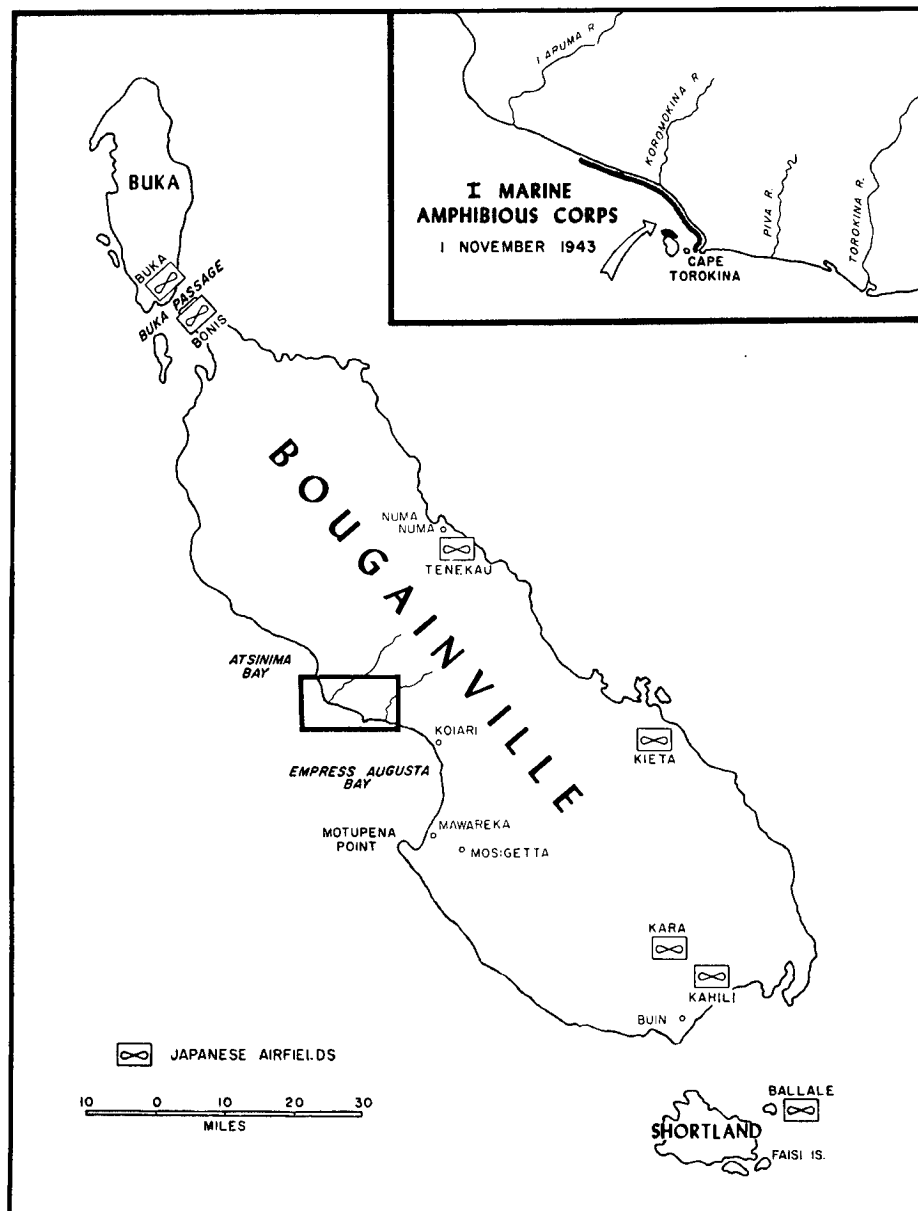 LARUMA R.
KOROMOKINA R
PIVA R.
TOROKINA R.
I MARINE
AMPHIBIOUS CORPS
1 NOVEMBER 1943
CAPE
TOROKINA
BUKA
BUKA
BUKA PASSAGE
BONIS
BOUGAINVILLE
NUMA
NUMA
TENEKAU
ATSINIMA
BAY
KOIARI
KIETA
EMPRESS AUGUSTA
BAY
MOTUPENA
POINT
MAWAREKA
MOSIGETTA
KARA
KAHILI
BUIN
JAPANESE AIRFIELDS
10 0 10 20 30
MILES
BALLALE
SHORTLAND
FAISI IS.